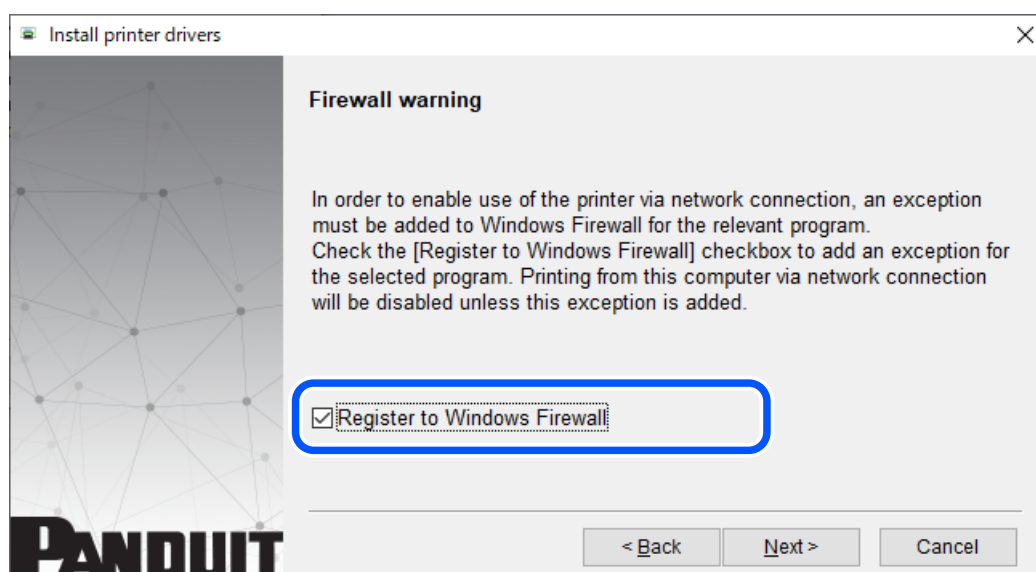 Install printer drivers
Firewall warning
In order to enable use of the printer via network connection, an exception
must be added to Windows Firewall for the relevant program.
Check the [Register to Windows Firewall] checkbox to add an exception for
the selected program. Printing from this computer via network connection
will be disabled unless this exception is added.
Register to Windows Firewall
PANDUIT
< Back
Next >
Cancel